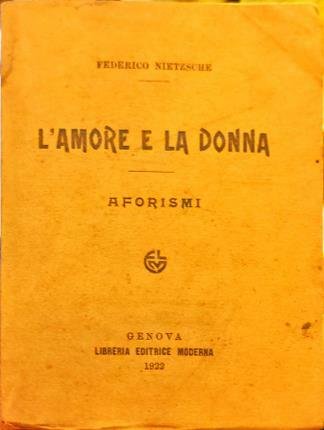 FEDERICO NIETZSCHE
L'AMORE E LA DONNA
AFORISMI
GENOVA
LIBRERIA EDITRICE MODERNA
1922